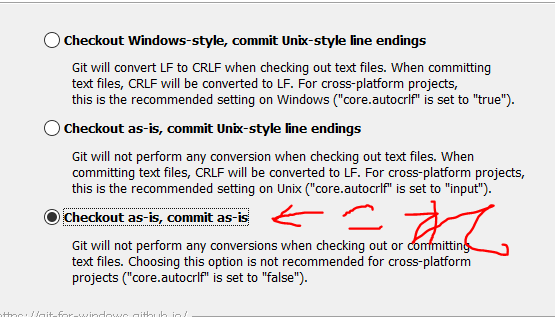 Checkout Windows-style, commit Unix-style line endings
Git will convert LF to CRLF when checking out text files. When committing
text files, CRLF will be converted to LF. For cross-platform projects,
this is the recommended setting on Windows ("core.autocrlf" is set to "true").
Checkout as-is, commit Unix-style line endings
Git will not perform any conversion when checking out text files. When
committing text files, CRLF will be converted to LF. For cross-platform projects,
this is the recommended setting on Unix ("core.autocrlf" is set to "input").
Checkout as-is, commit as-is ← これ
Git will not perform any conversions when checking out or committing
text files. Choosing this option is not recommended for cross-platform
projects ("core.autocrlf" is set to "false").
https://git-for-windows.github.io/